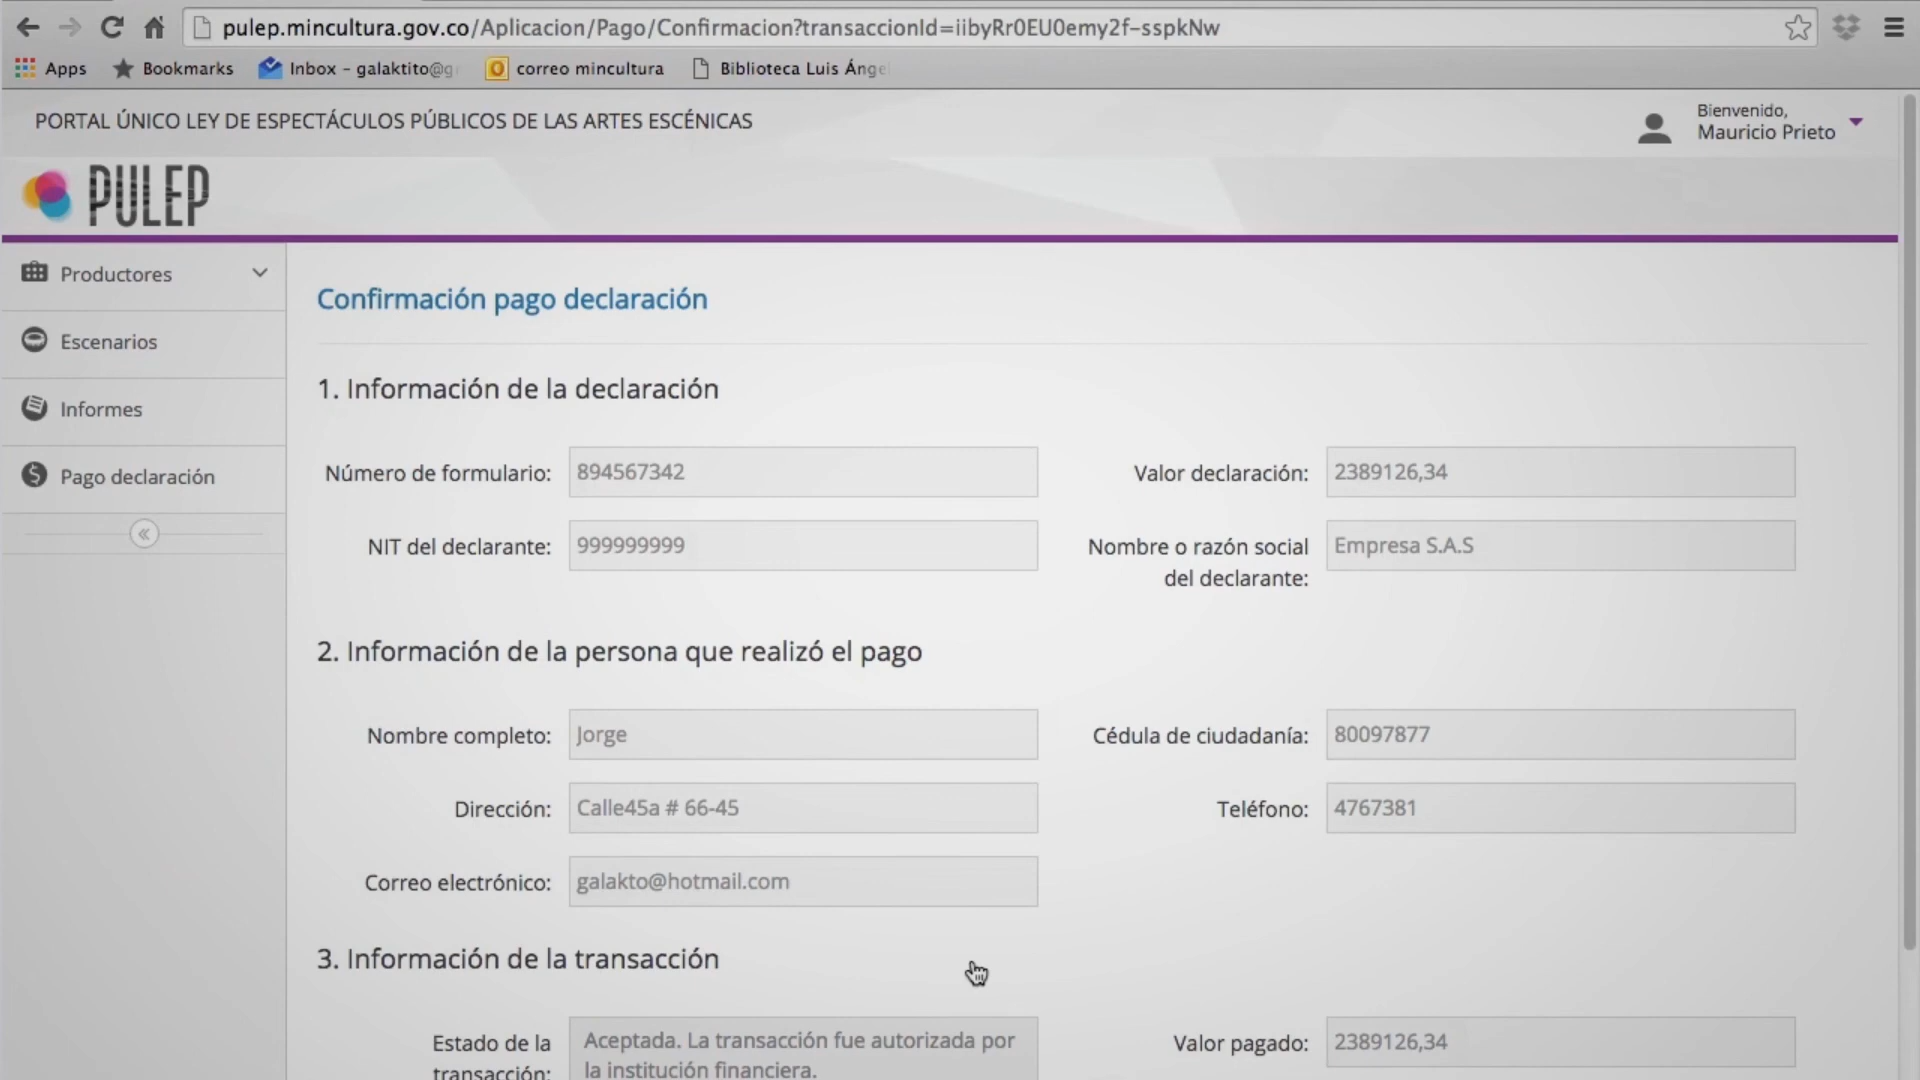 pulep.mincultura.gov.co/Aplicacion/Pago/Confirmacion?transaccionId=iibyRr0EU0emy2f-sspkNw
Apps
Bookmarks
Inbox - galaktito@g
correo mincultura
Biblioteca Luis Ánge
PORTAL ÚNICO LEY DE ESPECTÁCULOS PÚBLICOS DE LAS ARTES ESCÉNICAS
Bienvenido,
Mauricio Prieto
PULEP
Productores
Escenarios
Informes
Pago declaración
Confirmación pago declaración
1. Información de la declaración
Número de formulario: 894567342
Valor declaración: 2389126,34
NIT del declarante: 999999999
Nombre o razón social
del declarante:
Empresa S.A.S
2. Información de la persona que realizó el pago
Nombre completo: Jorge
Cédula de ciudadanía: 80097877
Dirección: Calle45a # 66-45
Teléfono: 4767381
Correo electrónico: galakto@hotmail.com
3. Información de la transacción
Estado de la
transacción:
Aceptada. La transacción fue autorizada por
la institución financiera.
Valor pagado: 2389126,34